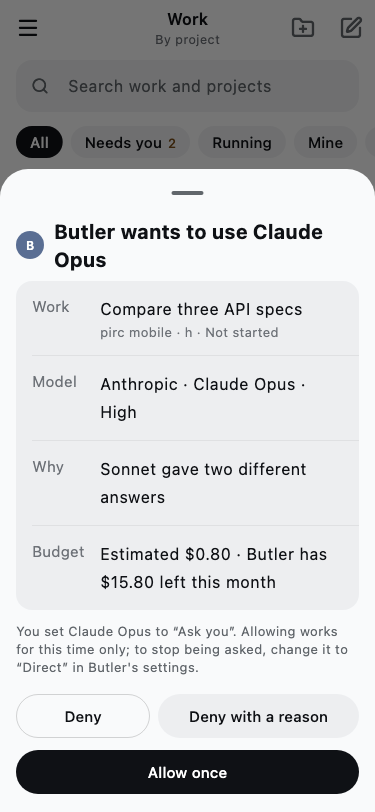 Work
By project
Search work and projects
All
Needs you 2
Running
Mine
B
Butler wants to use Claude
Opus
Work
Compare three API specs
pirc mobile · h · Not started
Model
Anthropic · Claude Opus ·
High
Why
Sonnet gave two different
answers
Budget
Estimated $0.80 · Butler has
$15.80 left this month
You set Claude Opus to “Ask you”. Allowing works
for this time only; to stop being asked, change it to
“Direct” in Butler's settings.
Deny
Deny with a reason
Allow once